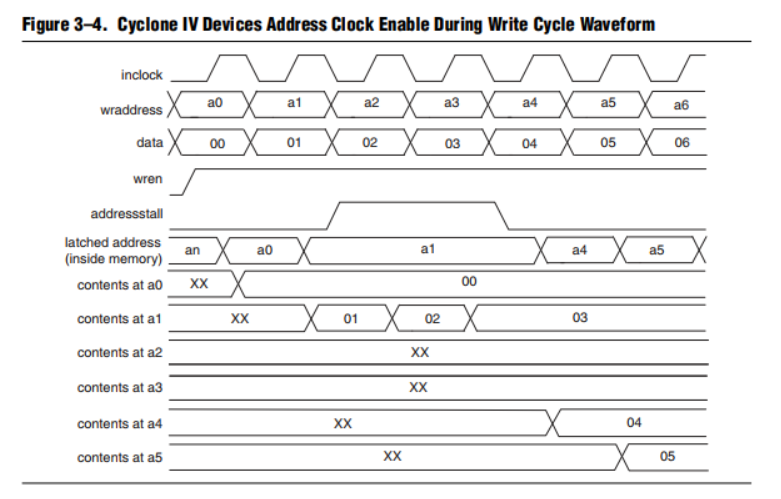 Figure 3–4. Cyclone IV Devices Address Clock Enable During Write Cycle Waveform
inclock
wraddress a0 a1 a2 a3 a4 a5 a6
data 00 01 02 03 04 05 06
wren
addressstall
latched address
(inside memory) an a0 a1 a4 a5
contents at a0 XX 00
contents at a1 XX 01 02 03
contents at a2 XX
contents at a3 XX
contents at a4 XX 04
contents at a5 XX 05